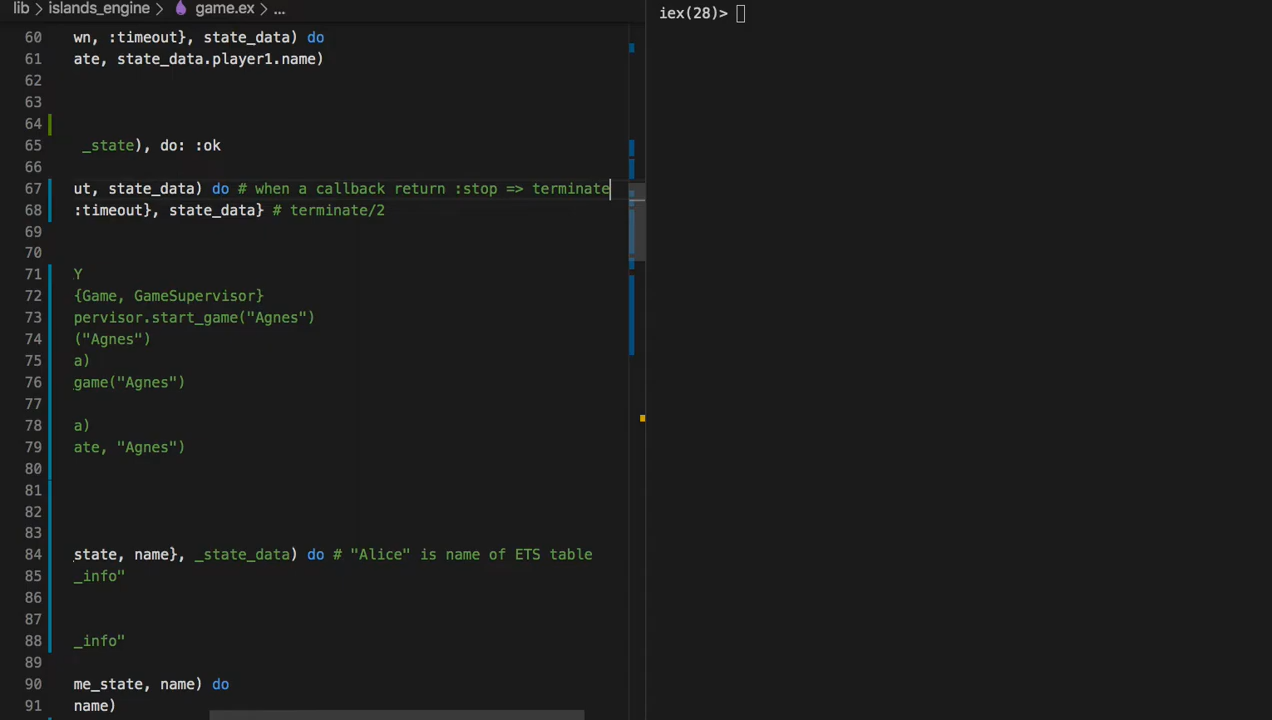 lib > islands_engine > game.ex > ...
iex(28)>
60 wn, :timeout}, state_data) do
61 ate, state_data.player1.name)
62
63
64
65 _state), do: :ok
66
67 ut, state_data) do # when a callback return :stop => terminate
68 :timeout}, state_data} # terminate/2
69
70
71 Y
72 {Game, GameSupervisor}
73 pervisor.start_game("Agnes")
74 ("Agnes")
75 a)
76 game("Agnes")
77
78 a)
79 ate, "Agnes")
80
81
82
83
84 state, name}, _state_data) do # "Alice" is name of ETS table
85 _info"
86
87
88 _info"
89
90 me_state, name) do
91 name)